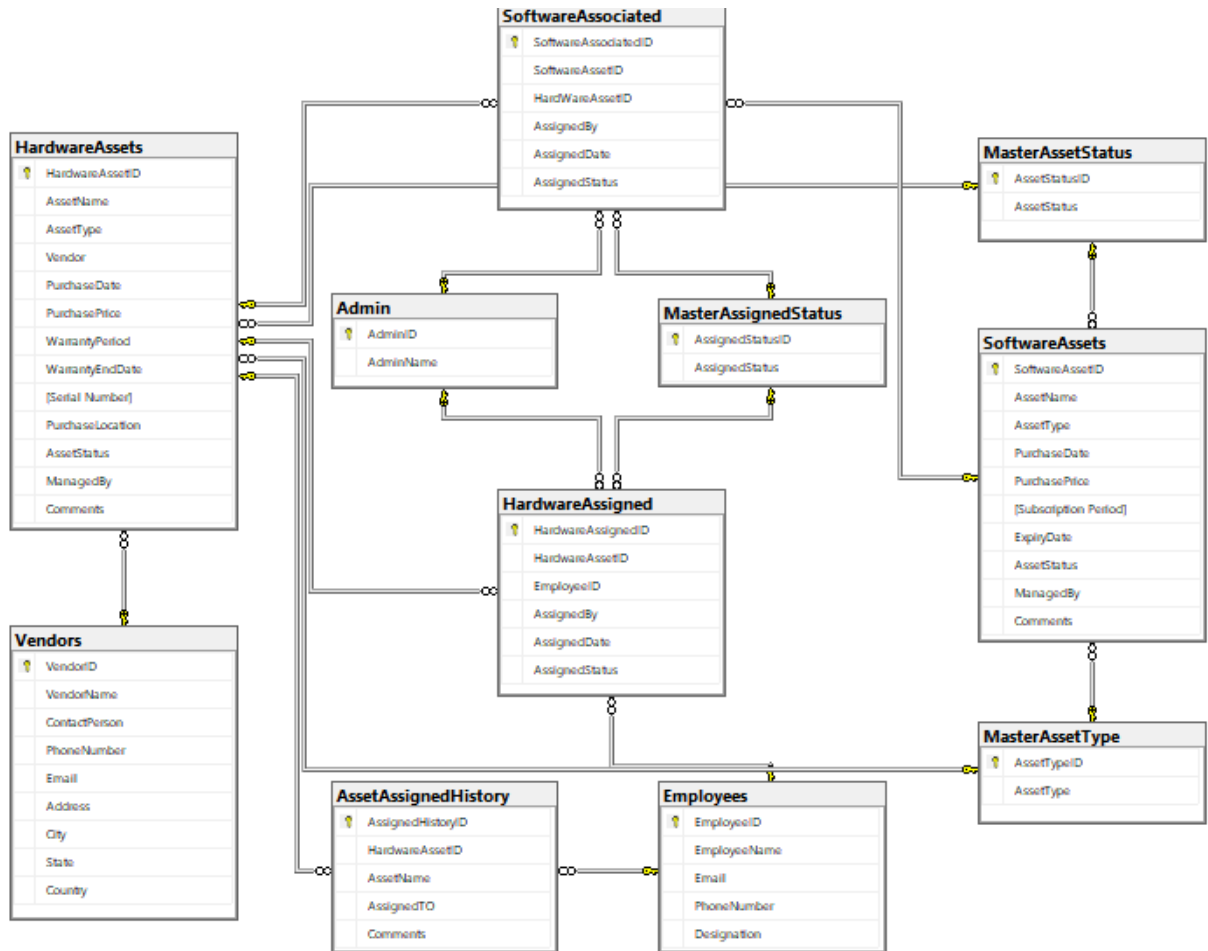 SoftwareAssociated
SoftwareAssociatedID
SoftwareAssetID
HardWareAssetID
AssignedBy
AssignedDate
AssignedStatus
HardwareAssets
HardwareAssetID
AssetName
AssetType
Vendor
PurchaseDate
PurchasePrice
WarrantyPeriod
WarrantyEndDate
[Serial Number]
PurchaseLocation
AssetStatus
ManagedBy
Comments
MasterAssetStatus
AssetStatusID
AssetStatus
Admin
AdminID
AdminName
MasterAssignedStatus
AssignedStatusID
AssignedStatus
SoftwareAssets
SoftwareAssetID
AssetName
AssetType
PurchaseDate
PurchasePrice
[Subscription Period]
ExpiryDate
AssetStatus
ManagedBy
Comments
HardwareAssigned
HardwareAssignedID
HardwareAssetID
EmployeeID
AssignedBy
AssignedDate
AssignedStatus
Vendors
VendorID
VendorName
ContactPerson
PhoneNumber
Email
Address
City
State
Country
MasterAssetType
AssetTypeID
AssetType
AssetAssignedHistory
AssignedHistoryID
HardwareAssetID
AssetName
AssignedTO
Comments
Employees
EmployeeID
EmployeeName
Email
PhoneNumber
Designation